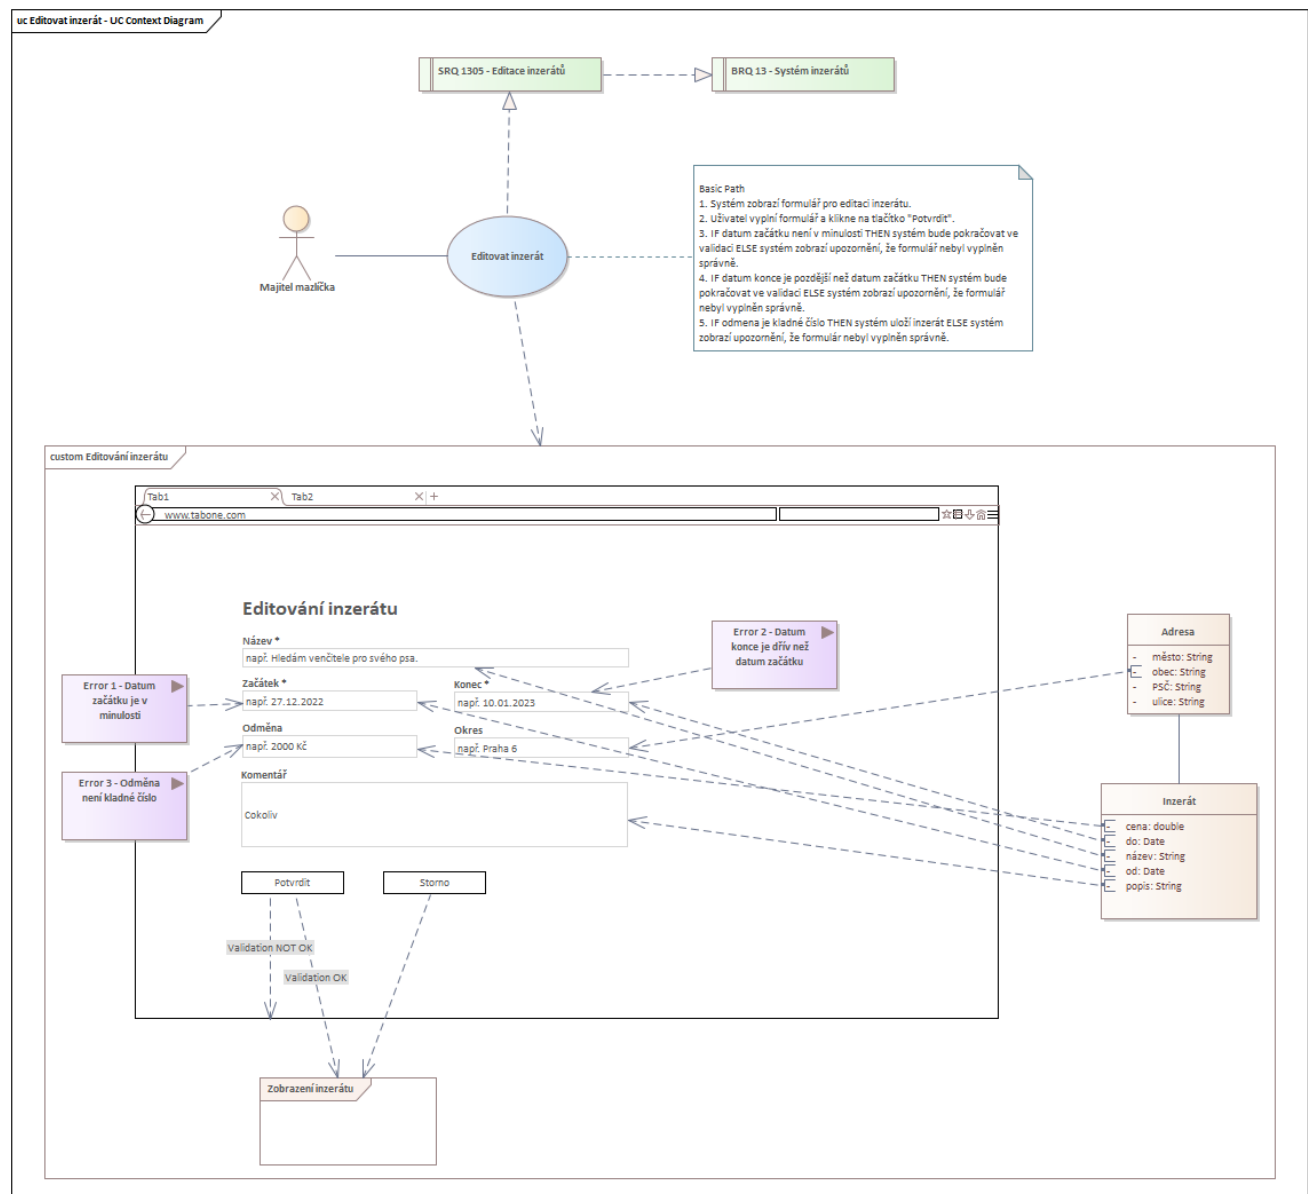 uc Editovat inzerát - UC Context Diagram
SRQ 1305 - Editace inzerátů
BRQ 13 - Systém inzerátů
Majitel mazlíčka
Editovat inzerát
Basic Path
1. Systém zobrazí formulář pro editaci inzerátu.
2. Uživatel vyplní formulář a klikne na tlačítko "Potvrdit".
3. IF datum začátku není v minulosti THEN systém bude pokračovat ve
validaci ELSE systém zobrazí upozornění, že formulář nebyl vyplněn
správně.
4. IF datum konce je pozdější než datum začátku THEN systém bude
pokračovat ve validaci ELSE systém zobrazí upozornění, že formulář
nebyl vyplněn správně.
5. IF odmena je kladné číslo THEN systém uloží inzerát ELSE systém
zobrazí upozornění, že formulár nebyl vyplněn správně.
custom Editování inzerátu
Tab1
Tab2
www.tabone.com
Editování inzerátu
Název *
např. Hledám venčitele pro svého psa.
Začátek *
např. 27.12.2022
Konec *
např. 10.01.2023
Odměna
např. 2000 Kč
Okres
např. Praha 6
Komentář
Cokoliv
Potvrdit
Storno
Validation NOT OK
Validation OK
Zobrazení inzerátu
Error 1 - Datum
začátku je v
minulosti
Error 3 - Odměna
není kladné číslo
Error 2 - Datum
konce je dřív než
datum začátku
Adresa
- město: String
- obec: String
- PSČ: String
- ulice: String
Inzerát
- cena: double
- do: Date
- název: String
- od: Date
- popis: String